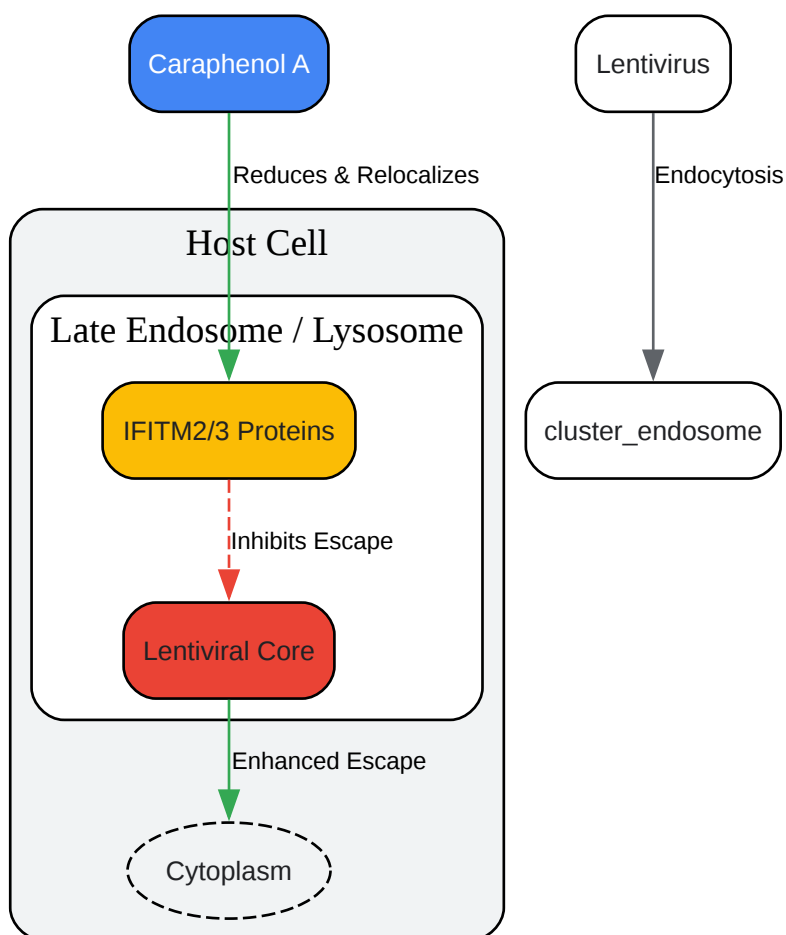 Caraphenol A
Lentivirus
Reduces & Relocalizes
Endocytosis
Host Cell
Late Endosome / Lysosome
IFITM2/3 Proteins
cluster_endosome
Inhibits Escape
Lentiviral Core
Enhanced Escape
Cytoplasm